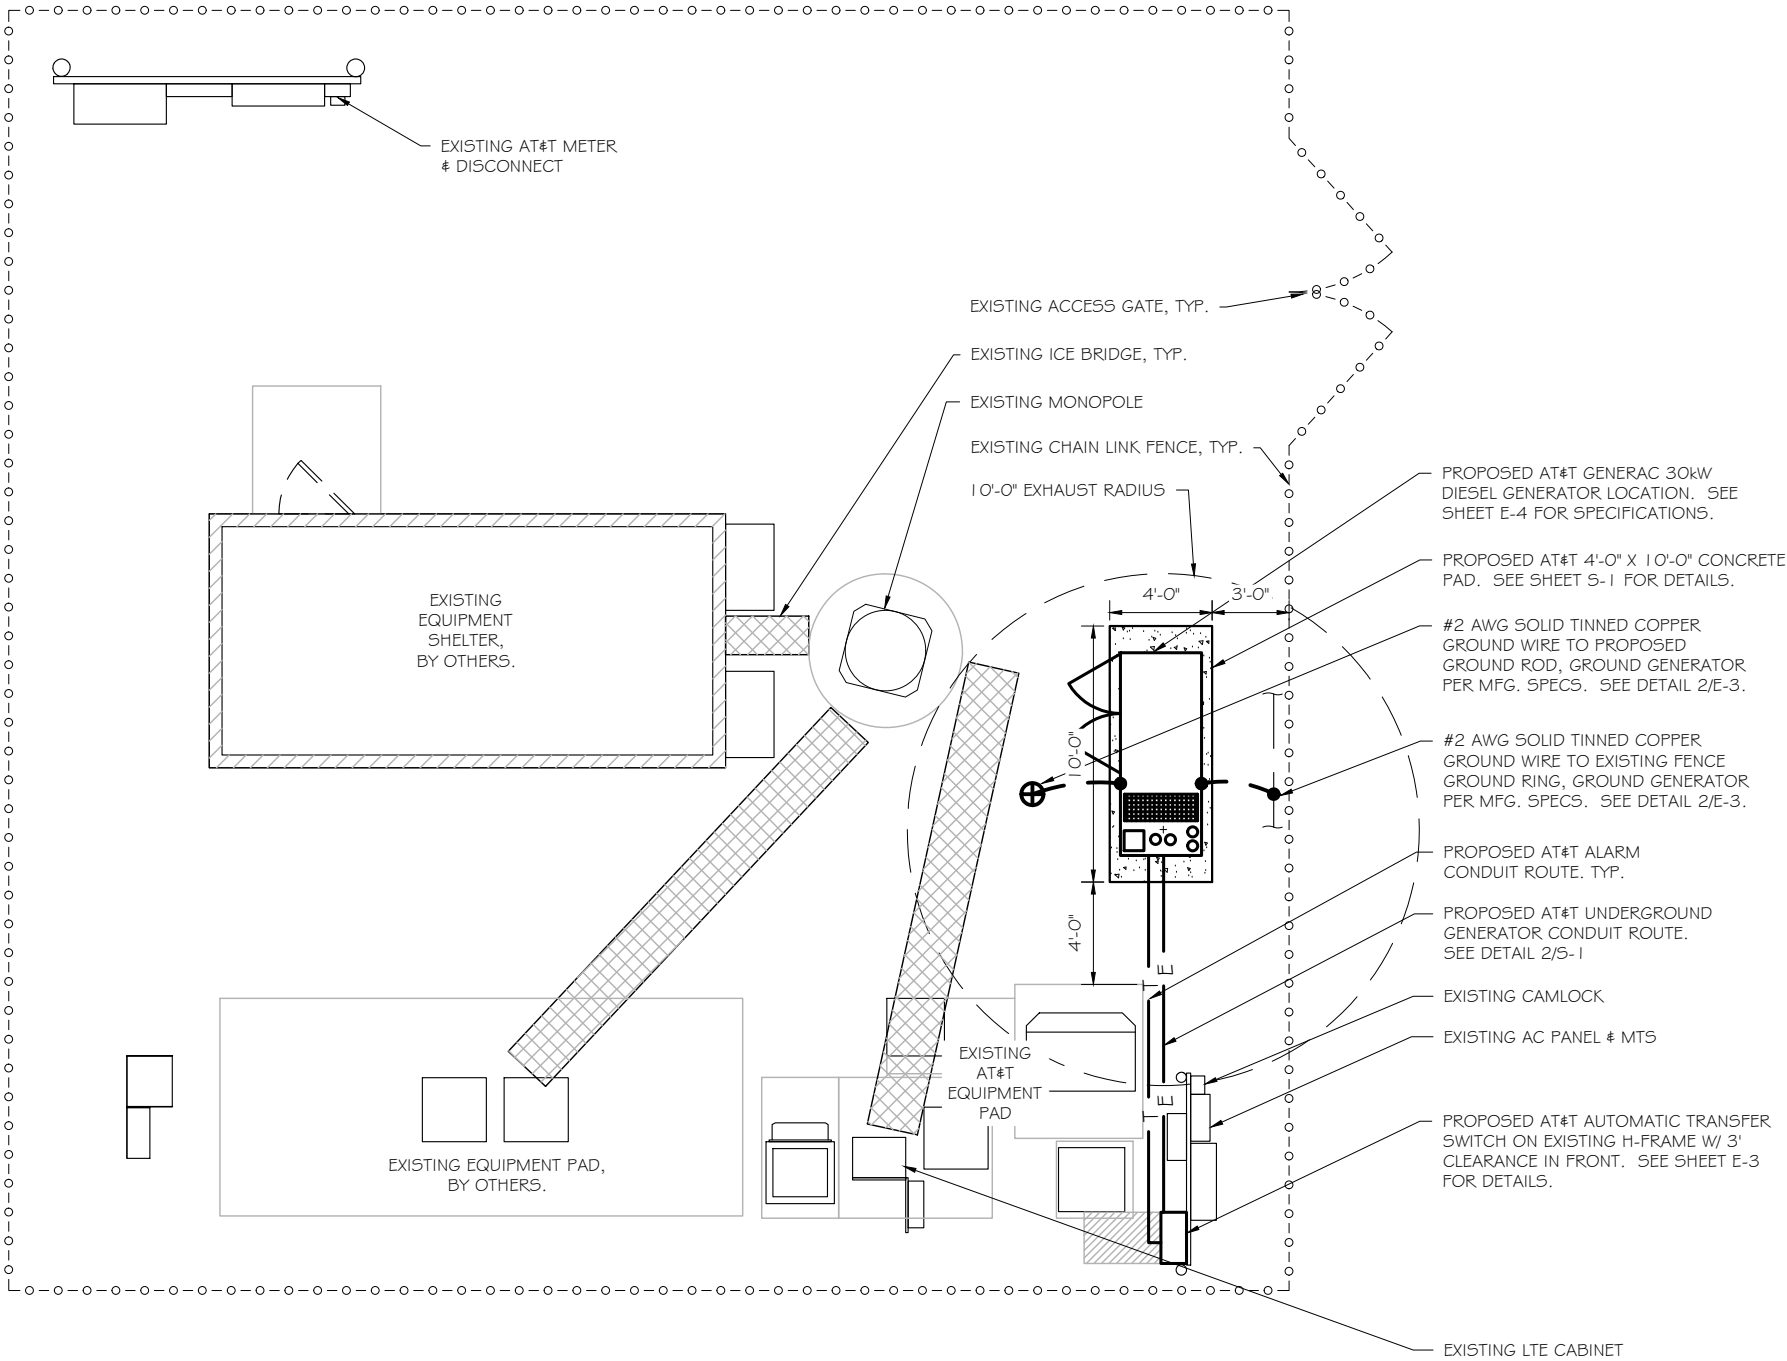 EXISTING AT&T METER
& DISCONNECT
EXISTING ACCESS GATE, TYP.
EXISTING ICE BRIDGE, TYP.
EXISTING MONOPOLE
EXISTING CHAIN LINK FENCE, TYP.
10'-0" EXHAUST RADIUS
PROPOSED AT&T GENERAC 30kW
DIESEL GENERATOR LOCATION. SEE
SHEET E-4 FOR SPECIFICATIONS.
PROPOSED AT&T 4'-0" X 10'-0" CONCRETE
PAD. SEE SHEET S-1 FOR DETAILS.
4'-0"
3'-0"
EXISTING
EQUIPMENT
SHELTER,
BY OTHERS.
#2 AWG SOLID TINNED COPPER
GROUND WIRE TO PROPOSED
GROUND ROD, GROUND GENERATOR
PER MFG. SPECS. SEE DETAIL 2/E-3.
10'-0"
#2 AWG SOLID TINNED COPPER
GROUND WIRE TO EXISTING FENCE
GROUND RING, GROUND GENERATOR
PER MFG. SPECS. SEE DETAIL 2/E-3.
PROPOSED AT&T ALARM
CONDUIT ROUTE. TYP.
4'-0"
PROPOSED AT&T UNDERGROUND
GENERATOR CONDUIT ROUTE.
SEE DETAIL 2/S-1
E
EXISTING CAMLOCK
EXISTING AC PANEL & MTS
EXISTING
AT&T
EQUIPMENT
PAD
E
PROPOSED AT&T AUTOMATIC TRANSFER
SWITCH ON EXISTING H-FRAME W/ 3'
CLEARANCE IN FRONT. SEE SHEET E-3
FOR DETAILS.
EXISTING EQUIPMENT PAD,
BY OTHERS.
EXISTING LTE CABINET